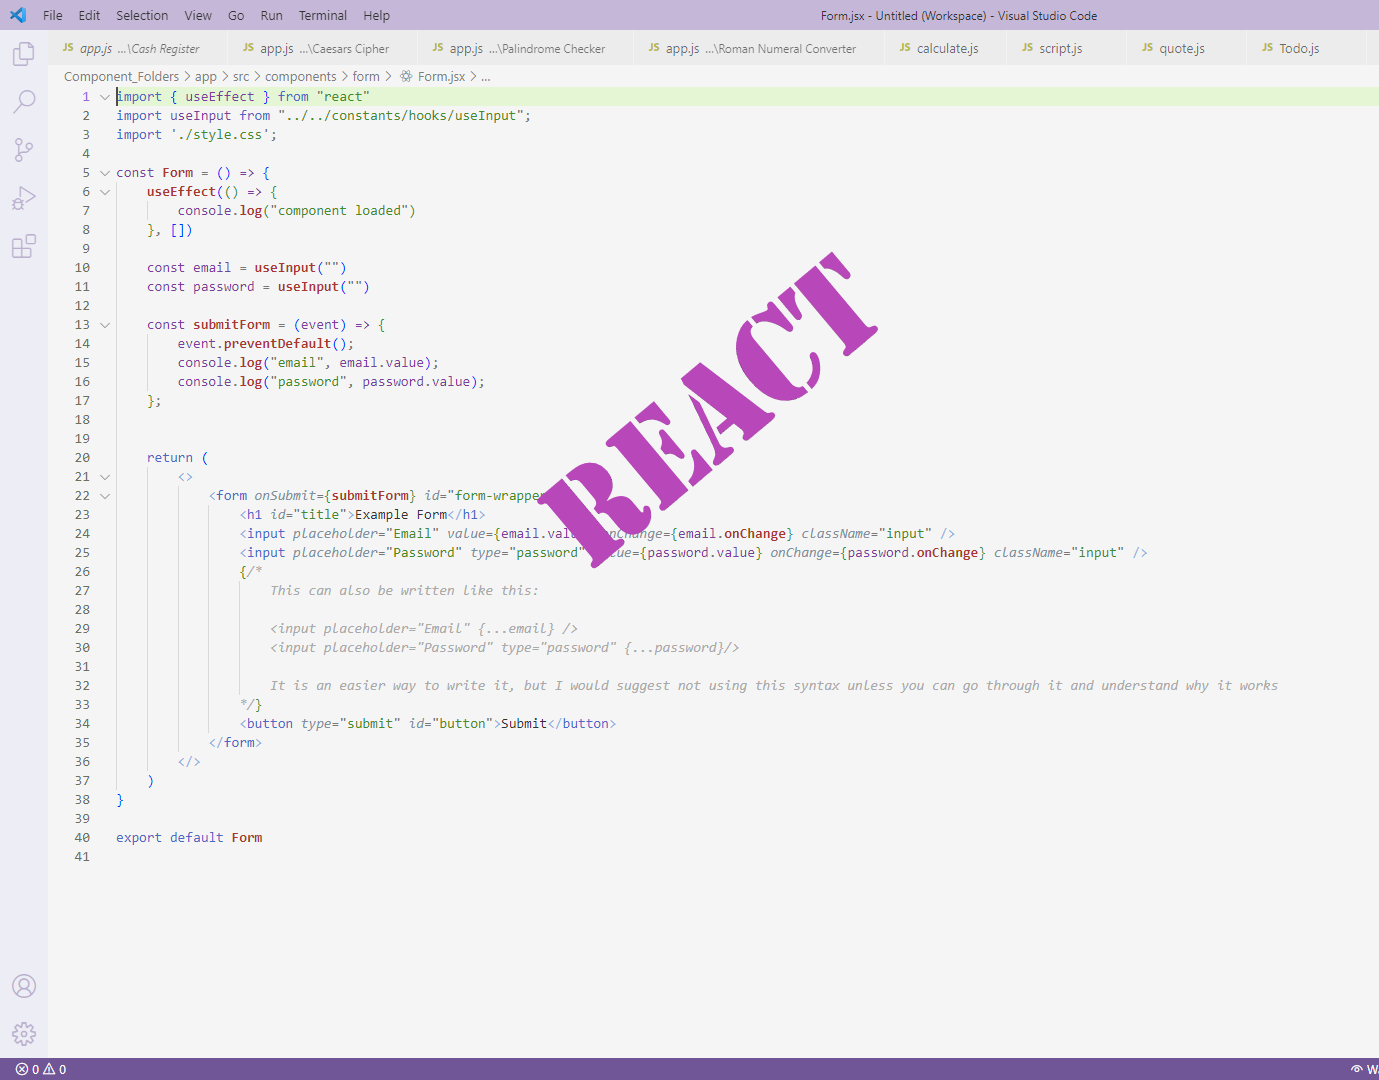 File Edit Selection View Go Run Terminal Help Form.jsx - Untitled (Workspace) - Visual Studio Code
JS app.js ...\Cash Register JS app.js ...\Caesars Cipher JS app.js ...\Palindrome Checker JS app.js ...\Roman Numeral Converter JS calculate.js JS script.js JS quote.js JS Todo.js
Component_Folders > app > src > components > form > Form.jsx > ...
1 import { useEffect } from "react"
2 import useInput from "../../constants/hooks/useInput";
3 import './style.css';
4
5 const Form = () => {
6 useEffect(() => {
7 console.log("component loaded")
8 }, [])
9
10 const email = useInput("")
11 const password = useInput("")
12
13 const submitForm = (event) => {
14 event.preventDefault();
15 console.log("email", email.value);
16 console.log("password", password.value);
17 };
18
19
20 return (
21 <>
22 <form onSubmit={submitForm} id="form-wrapper
23 <h1 id="title">Example Form</h1>
24 <input placeholder="Email" value={email.value onChange={email.onChange} className="input" />
25 <input placeholder="Password" type="password" value={password.value} onChange={password.onChange} className="input" />
26 {/*
27 This can also be written like this:
28
29 <input placeholder="Email" {...email} />
30 <input placeholder="Password" type="password" {...password}/>
31
32 It is an easier way to write it, but I would suggest not using this syntax unless you can go through it and understand why it works
33 */}
34 <button type="submit" id="button">Submit</button>
35 </form>
36 </>
37 )
38 }
39
40 export default Form
41
REACT
0 0